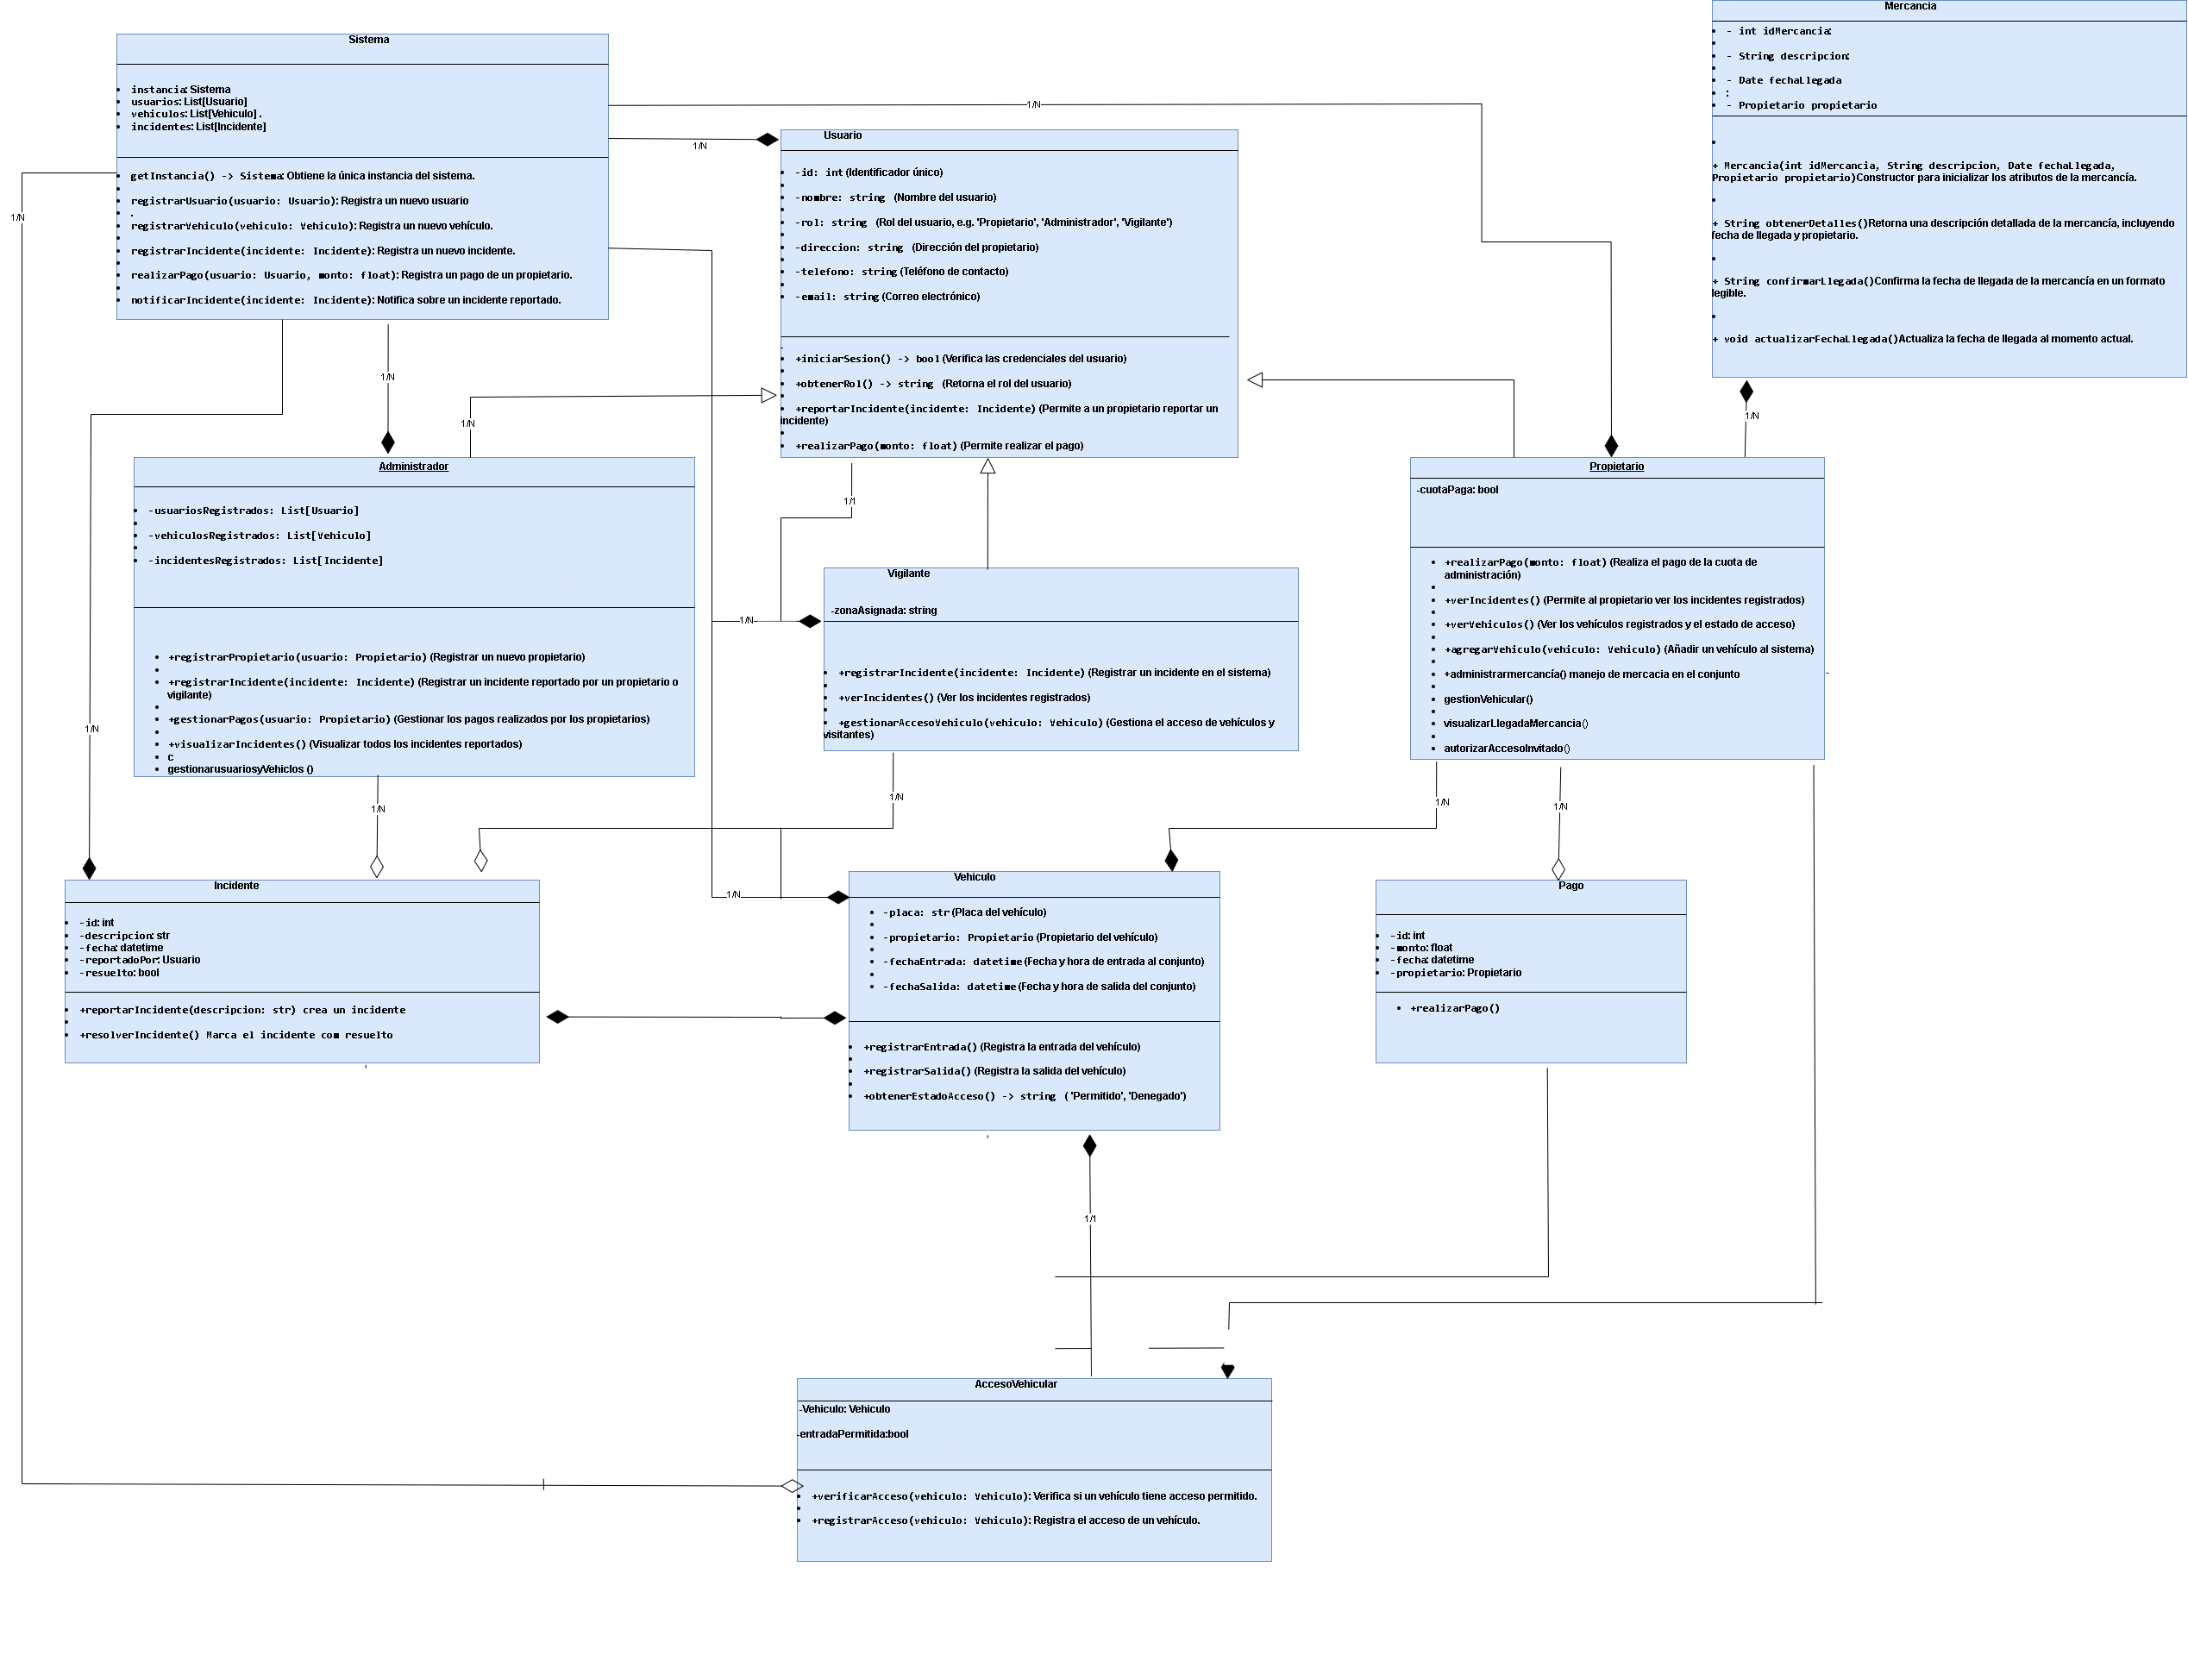 Sistema
instancia: Sistema
usuarios: List[Usuario]
vehiculos: List[Vehiculo] .
incidentes: List[Incidente]
getInstancia() -> Sistema: Obtiene la única instancia del sistema.
registrarUsuario(usuario: Usuario): Registra un nuevo usuario
.
registrarVehiculo(vehiculo: Vehiculo): Registra un nuevo vehículo.
registrarIncidente(incidente: Incidente): Registra un nuevo incidente.
realizarPago(usuario: Usuario, monto: float): Registra un pago de un propietario.
notificarIncidente(incidente: Incidente): Notifica sobre un incidente reportado.
1/N
1/N
1/N
1/N
Usuario
-id: int (Identificador único)
-nombre: string (Nombre del usuario)
-rol: string (Rol del usuario, e.g. 'Propietario', 'Administrador', 'Vigilante')
-direccion: string (Dirección del propietario)
-telefono: string (Teléfono de contacto)
-email: string (Correo electrónico)
-
+iniciarSesion() -> bool (Verifica las credenciales del usuario)
+obtenerRol() -> string (Retorna el rol del usuario)
+reportarIncidente(incidente: Incidente) (Permite a un propietario reportar un
incidente)
+realizarPago(monto: float) (Permite realizar el pago)
Mercancia
- int idMercancia:
- String descripcion:
- Date fechaLlegada
:
- Propietario propietario
+ Mercancia(int idMercancia, String descripcion, Date fechaLlegada,
Propietario propietario)Constructor para inicializar los atributos de la mercancía.
+ String obtenerDetalles()Retorna una descripción detallada de la mercancía, incluyendo
fecha de llegada y propietario.
+ String confirmarLlegada()Confirma la fecha de llegada de la mercancía en un formato
legible.
+ void actualizarFechaLlegada()Actualiza la fecha de llegada al momento actual.
1/N
1/N
1/1
Administrador
-usuariosRegistrados: List[Usuario]
-vehiculosRegistrados: List[Vehiculo]
-incidentesRegistrados: List[Incidente]
+registrarPropietario(usuario: Propietario) (Registrar un nuevo propietario)
+registrarIncidente(incidente: Incidente) (Registrar un incidente reportado por un propietario o
vigilante)
+gestionarPagos(usuario: Propietario) (Gestionar los pagos realizados por los propietarios)
+visualizarIncidentes() (Visualizar todos los incidentes reportados)
c
gestionarusuariosyVehiclos ()
1/N
Vigilante
-zonaAsignada: string
+registrarIncidente(incidente: Incidente) (Registrar un incidente en el sistema)
+verIncidentes() (Ver los incidentes registrados)
+gestionarAccesoVehiculo(vehiculo: Vehiculo) (Gestiona el acceso de vehículos y
visitantes)
Propietario
-cuotaPaga: bool
+realizarPago(monto: float) (Realiza el pago de la cuota de
administración)
+verIncidentes() (Permite al propietario ver los incidentes registrados)
+verVehiculos() (Ver los vehículos registrados y el estado de acceso)
+agregarVehiculo(vehiculo: Vehiculo) (Añadir un vehículo al sistema)
+administrarmercancía() manejo de mercacia en el conjunto
gestionVehicular()
visualizarLlegadaMercancia()
autorizarAccesoInvitado()
1/N
1/N
1/N
1/N
1/N
1/N
Incidente
-id: int
-descripcion: str
-fecha: datetime
-reportadoPor: Usuario
-resuelto: bool
+reportarIncidente(descripcion: str) crea un incidente
+resolverIncidente() Marca el incidente com resuelto
Vehiculo
-placa: str (Placa del vehículo)
-propietario: Propietario (Propietario del vehículo)
-fechaEntrada: datetime (Fecha y hora de entrada al conjunto)
-fechaSalida: datetime (Fecha y hora de salida del conjunto)
+registrarEntrada() (Registra la entrada del vehículo)
+registrarSalida() (Registra la salida del vehículo)
+obtenerEstadoAcceso() -> string ( 'Permitido', 'Denegado')
Pago
-id: int
-monto: float
-fecha: datetime
-propietario: Propietario
+realizarPago()
1/1
AccesoVehicular
-Vehiculo: Vehiculo
-entradaPermitida:bool
+verificarAcceso(vehiculo: Vehiculo): Verifica si un vehículo tiene acceso permitido.
+registrarAcceso(vehiculo: Vehiculo): Registra el acceso de un vehículo.